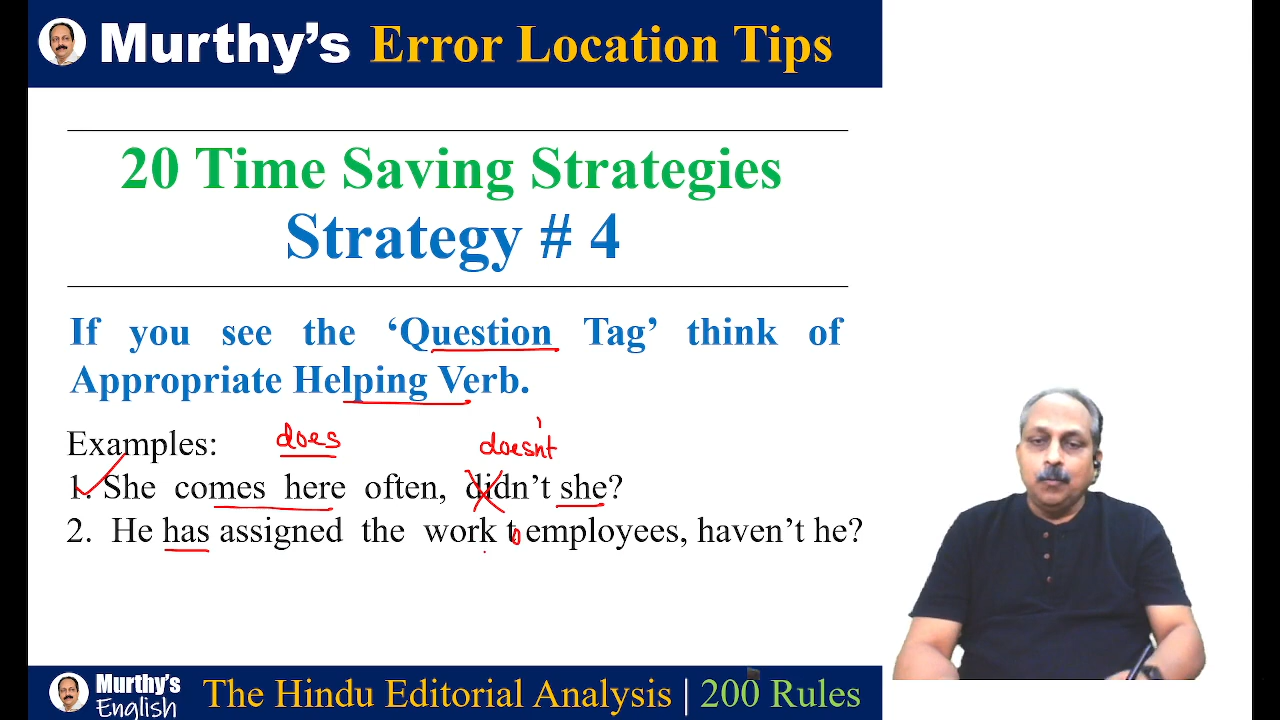 Murthy's Error Location Tips
20 Time Saving Strategies
Strategy # 4
If you see the ‘Question Tag’ think of
Appropriate Helping Verb.
Examples:
does
doesn't
1. She comes here often, didn’t she?
2. He has assigned the work to employees, haven’t he?
Murthy's
English
The Hindu Editorial Analysis | 200 Rules